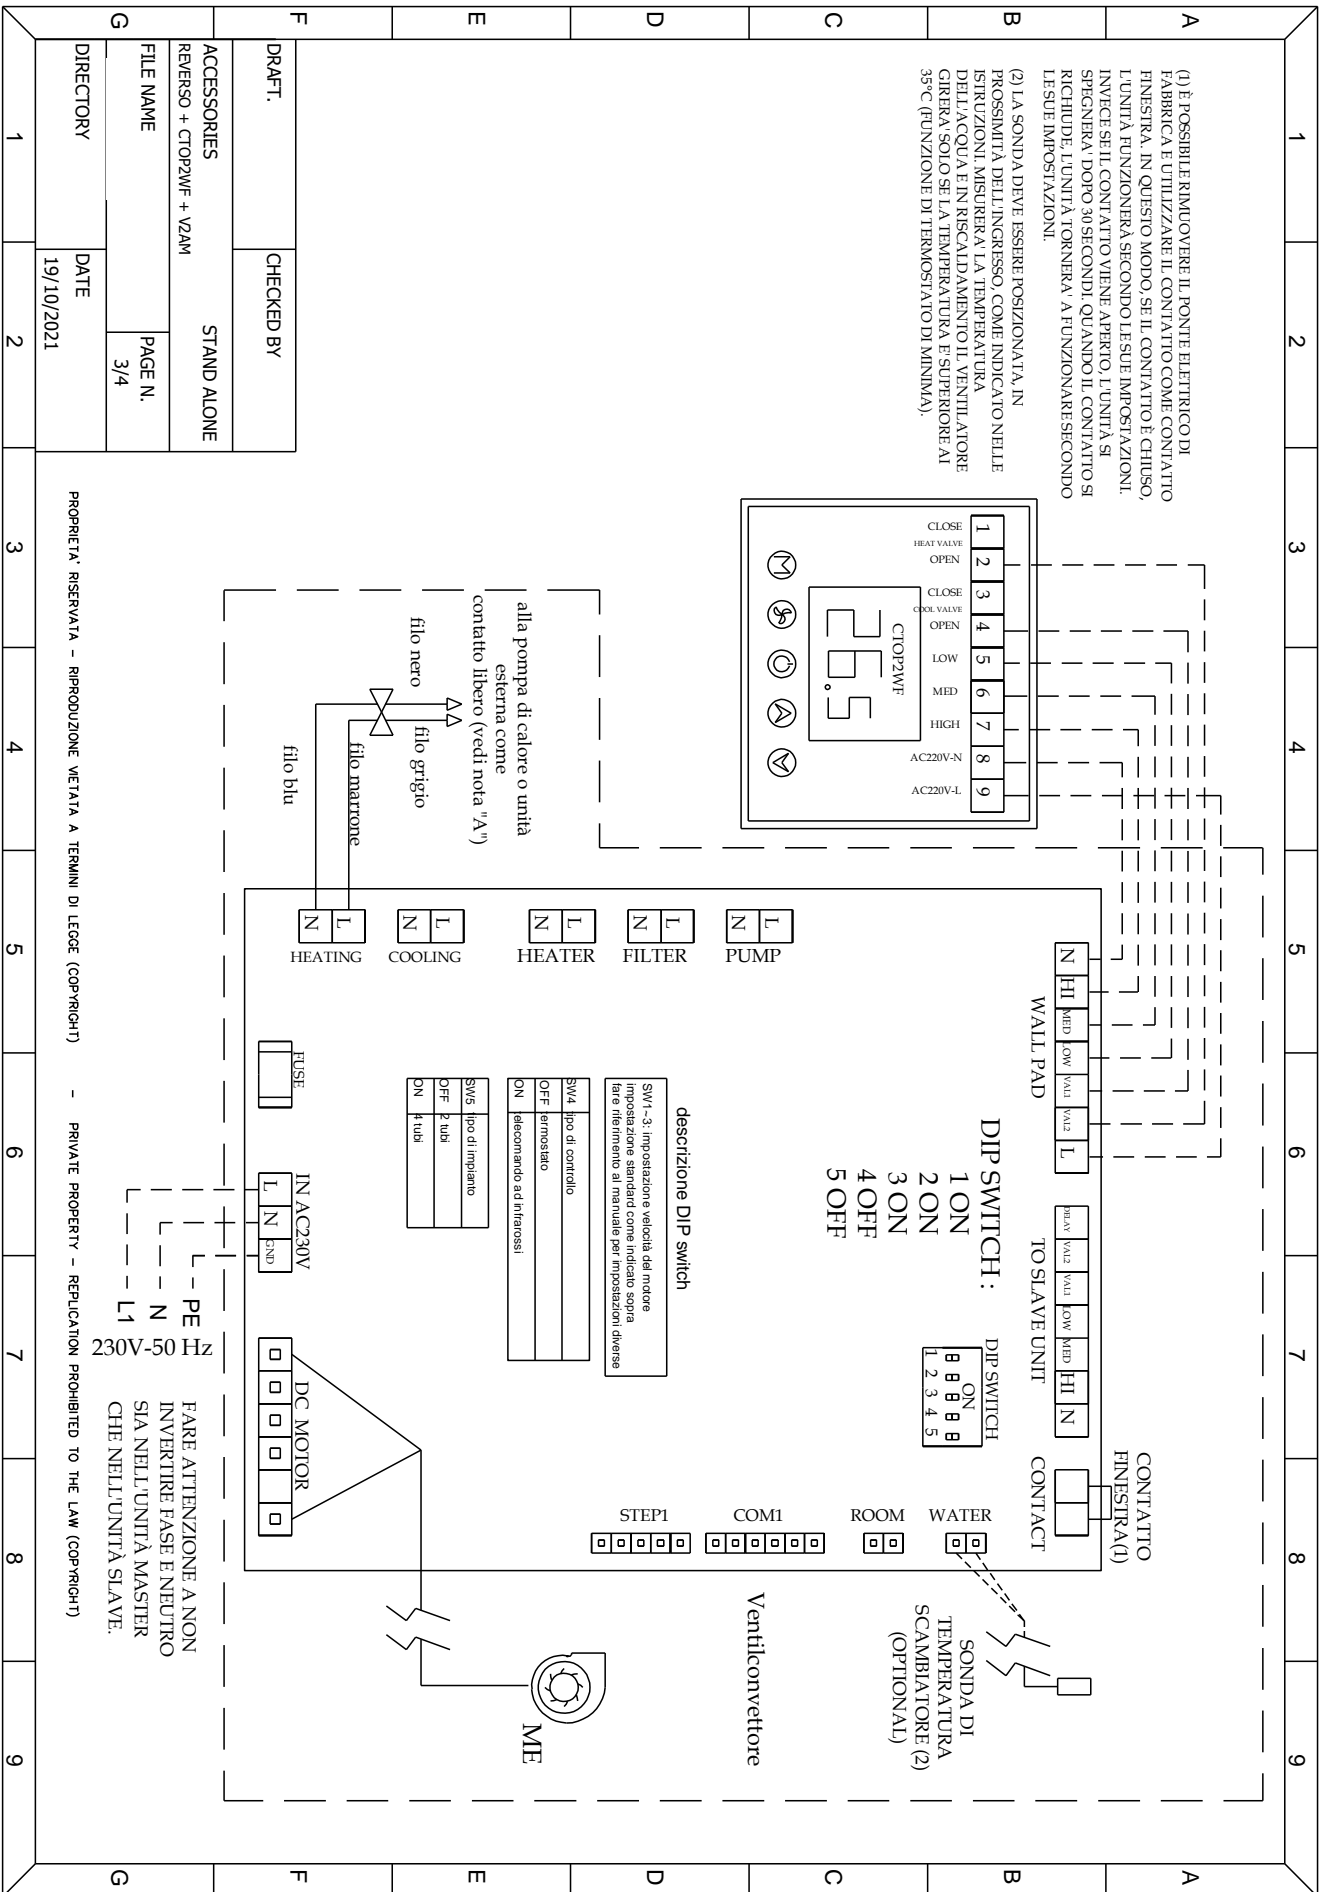 1
2
3
4
5
6
7
8
9
A
B
C
D
E
F
G
(1) È POSSIBILE RIMUOVERE IL PONTE ELETTRICO DI
FABBRICA E UTILIZZARE IL CONTATTO COME CONTATTO
FINESTRA. IN QUESTO MODO, SE IL CONTATTO È CHIUSO,
L'UNITÀ FUNZIONERÀ SECONDO LE SUE IMPOSTAZIONI.
INVECE SE IL CONTATTO VIENE APERTO, L'UNITÀ SI
SPEGNERA' DOPO 30 SECONDI. QUANDO IL CONTATTO SI
RICHIUDE, L'UNITÀ TORNERA' A FUNZIONARE SECONDO
LE SUE IMPOSTAZIONI.
(2) LA SONDA DEVE ESSERE POSIZIONATA, IN
PROSSIMITÀ DELL'INGRESSO, COME INDICATO NELLE
ISTRUZIONI. MISURERA' LA TEMPERATURA
DELL'ACQUA E IN RISCALDAMENTO IL VENTILATORE
GIRERA' SOLO SE LA TEMPERATURA E' SUPERIORE AI
35°C (FUNZIONE DI TERMOSTATO DI MINIMA).
1 2 3 4 5 6 7 8 9
CLOSE
HEAT VALVE
OPEN
CLOSE
COOL VALVE
OPEN
LOW
MED
HIGH
AC220V-N
AC220V-L
CTOP2WF
26.5
M
N HI MED LOW VAL1 VAL2 L
WALL PAD
DELAY VAL2 VAL1 LOW MED HI N
TO SLAVE UNIT
CONTATTO
FINESTRA(1)
CONTACT
DIP SWITCH :
1 ON
2 ON
3 ON
4 OFF
5 OFF
DIP SWITCH
ON
1 2 3 4 5
WATER
ROOM
COM1
STEP1
SONDA DI
TEMPERATURA
SCAMBIATORE (2)
(OPTIONAL)
Ventilconvettore
ME
descrizione DIP switch
SW1~3: impostazione velocità del motore
impostazione standard come indicato sopra
fare riferimento al manuale per impostazioni diverse
SW4 tipo di controllo
OFF termostato
ON telecomando ad infrarossi
SW5 tipo di impianto
OFF 2 tubi
ON 4 tubi
L N
PUMP
L N
FILTER
L N
HEATER
L N
COOLING
L N
HEATING
alla pompa di calore o unità
esterna come
contatto libero (vedi nota "A")
filo nero
filo grigio
filo marrone
filo blu
FUSE
IN AC230V
L N GND
DC MOTOR
PE
N
L1
230V-50 Hz
FARE ATTENZIONE A NON
INVERTIRE FASE E NEUTRO
SIA NELL'UNITÀ MASTER
CHE NELL'UNITÀ SLAVE.
DRAFT.
CHECKED BY
ACCESSORIES
STAND ALONE
REVERSO + CTOP2WF + V2AM
FILE NAME
PAGE N.
3/4
DIRECTORY
DATE
19/10/2021
PROPRIETA' RISERVATA - RIPRODUZIONE VIETATA A TERMINI DI LEGGE (COPYRIGHT) - PRIVATE PROPERTY - REPLICATION PROHIBITED TO THE LAW (COPYRIGHT)
1
2
3
4
5
6
7
8
9
A
B
C
D
E
F
G